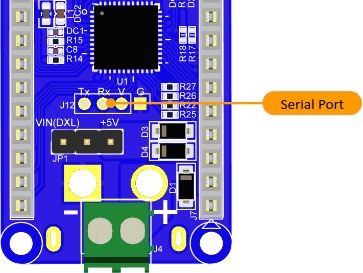 DC2
DC1
R15
C8
R14
R18
R17
U1
Tx Rx V G
J12
R27
R26
R22
R25
Serial Port
VIN(DXL) +5V
JP1
D3
D4
D1
J7
- +
J4